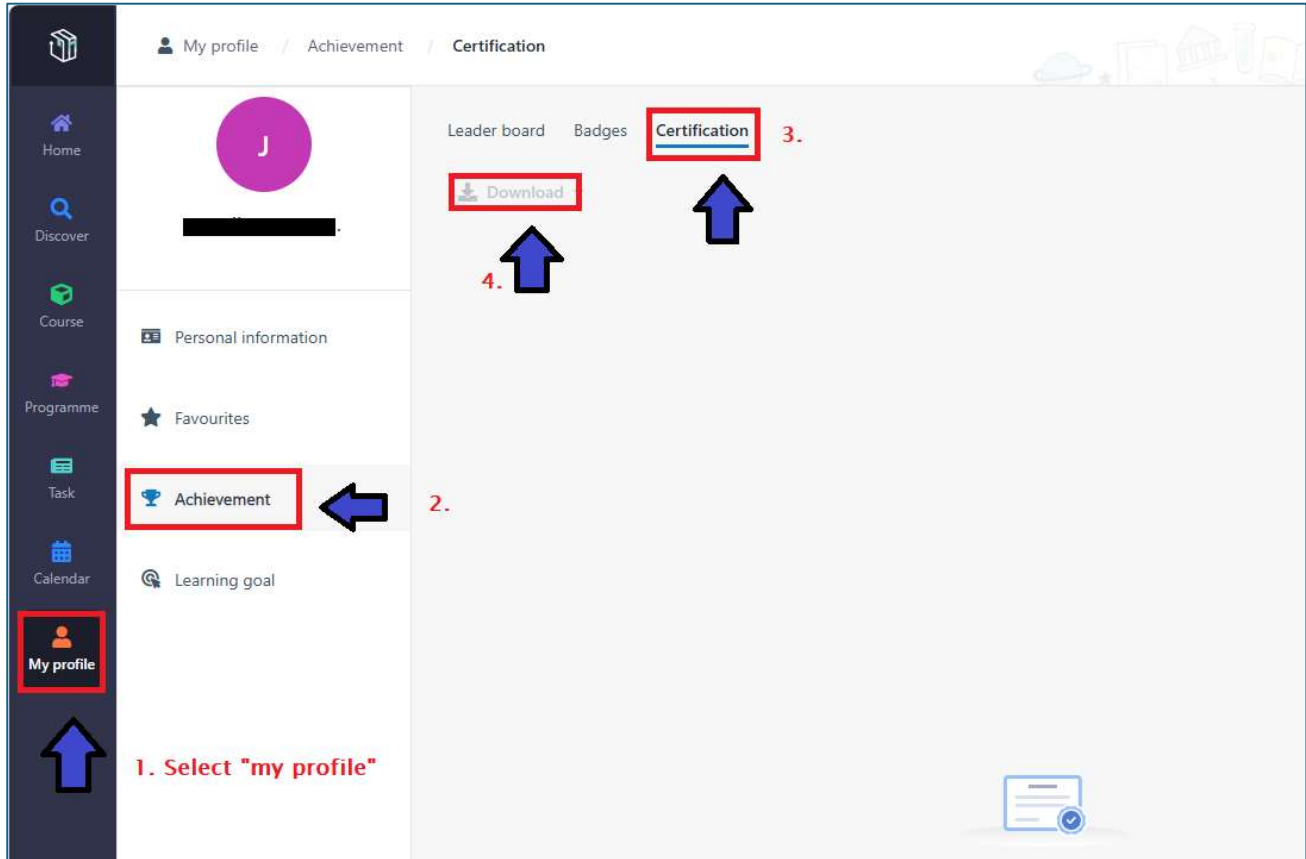 My profile / Achievement / Certification
Home
Discover
Course
Programme
Task
Calendar
My profile
J
Personal information
Favourites
Achievement
Learning goal
2.
1. Select "my profile"
Leader board Badges Certification 3.
Download
4.